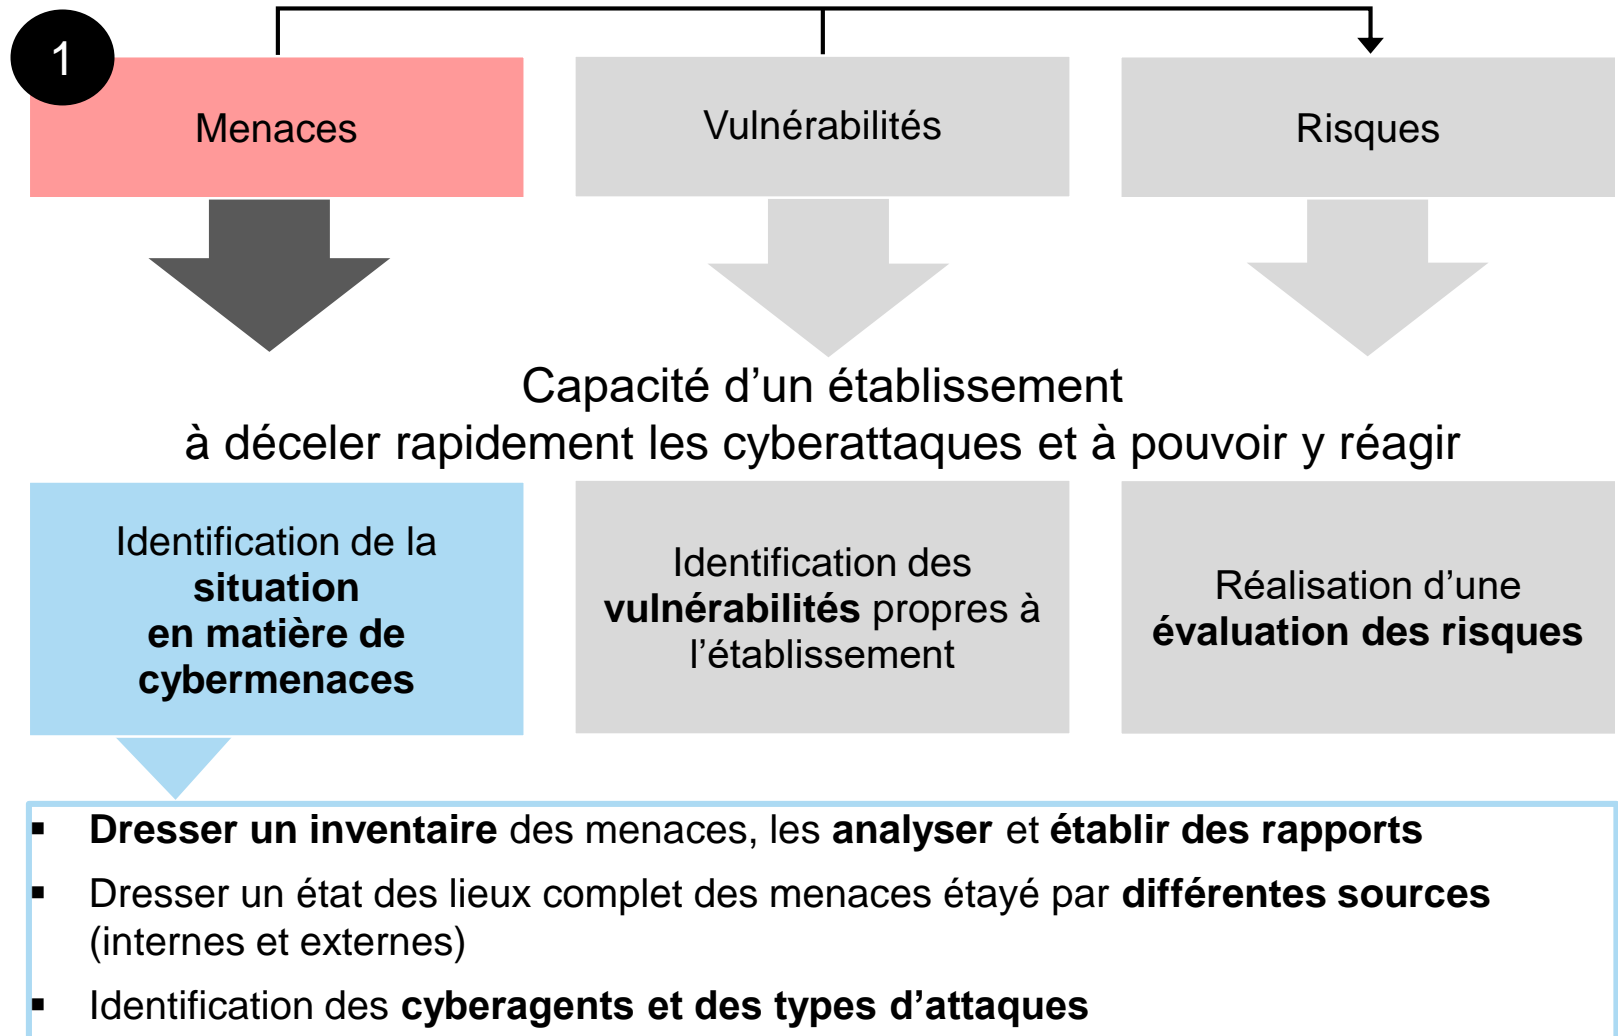 1
Menaces
Vulnérabilités
Risques
Capacité d’un établissement
à déceler rapidement les cyberattaques et à pouvoir y réagir
Identification de la
situation
en matière de
cybermenaces
Identification des
vulnérabilités propres à
l’établissement
Réalisation d’une
évaluation des risques
▪ Dresser un inventaire des menaces, les analyser et établir des rapports
▪ Dresser un état des lieux complet des menaces étayé par différentes sources
(internes et externes)
▪ Identification des cyberagents et des types d’attaques